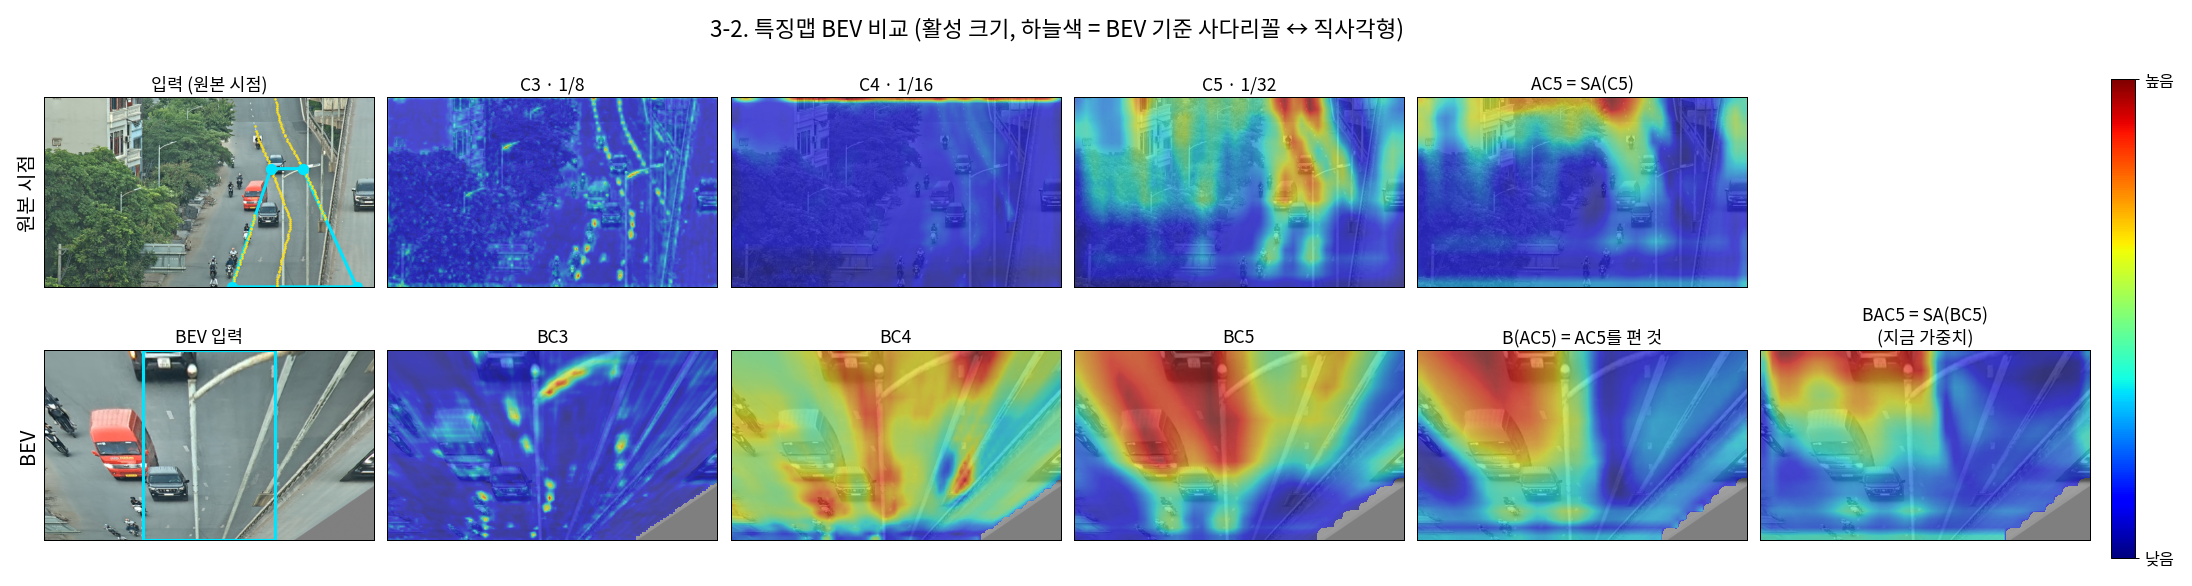 3-2. 특징맵 BEV 비교 (활성 크기, 하늘색 = BEV 기준 사다리꼴 ↔ 직사각형)
입력 (원본 시점)
C3 · 1/8
C4 · 1/16
C5 · 1/32
AC5 = SA(C5)
높음
원본 시점
BEV 입력
BC3
BC4
BC5
B(AC5) = AC5를 편 것
BAC5 = SA(BC5)
(지금 가중치)
BEV
낮음